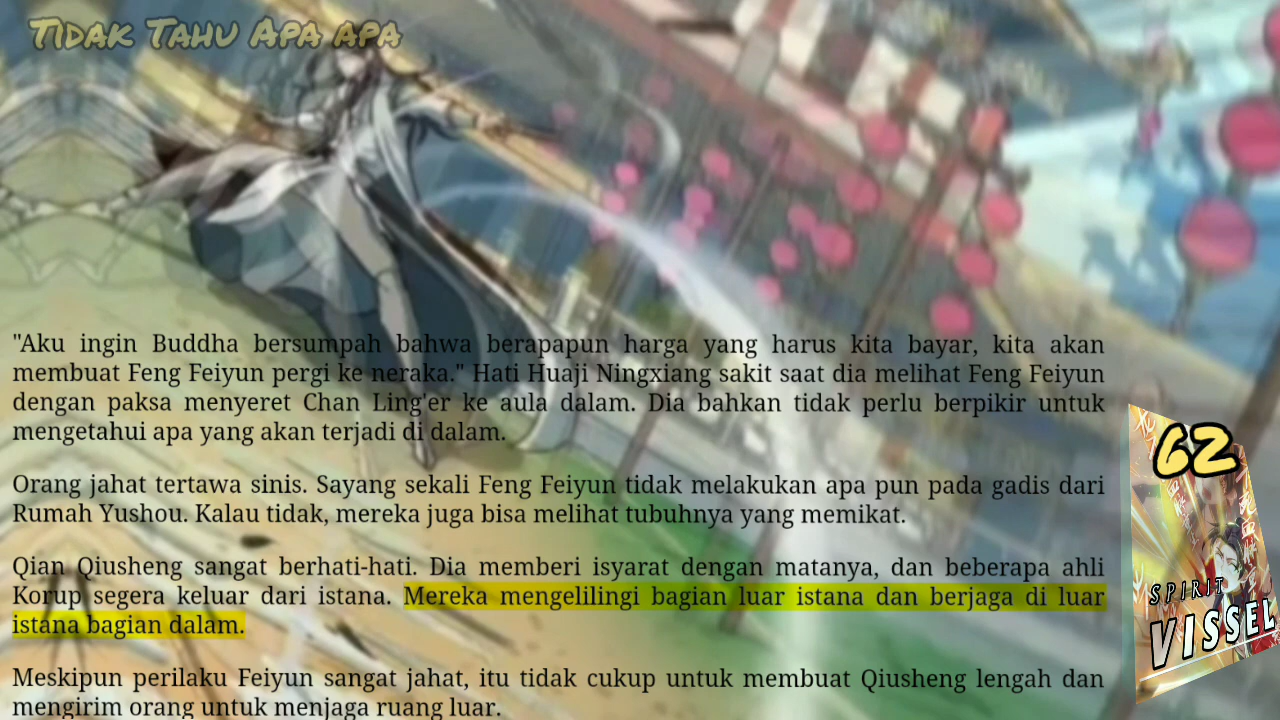 Tidak Tahu Apa apa
"Aku ingin Buddha bersumpah bahwa berapapun harga yang harus kita bayar, kita akan
membuat Feng Feiyun pergi ke neraka." Hati Huaji Ningxiang sakit saat dia melihat Feng Feiyun
dengan paksa menyeret Chan Ling'er ke aula dalam. Dia bahkan tidak perlu berpikir untuk
mengetahui apa yang akan terjadi di dalam.
Orang jahat tertawa sinis. Sayang sekali Feng Feiyun tidak melakukan apa pun pada gadis dari
Rumah Yushou. Kalau tidak, mereka juga bisa melihat tubuhnya yang memikat.
Qian Qiusheng sangat berhati-hati. Dia memberi isyarat dengan matanya, dan beberapa ahli
Korup segera keluar dari istana. Mereka mengelilingi bagian luar istana dan berjaga di luar
istana bagian dalam.
Meskipun perilaku Feiyun sangat jahat, itu tidak cukup untuk membuat Qiusheng lengah dan
mengirim orang untuk menjaga ruang luar.
62
SPIRIT
VISSEL